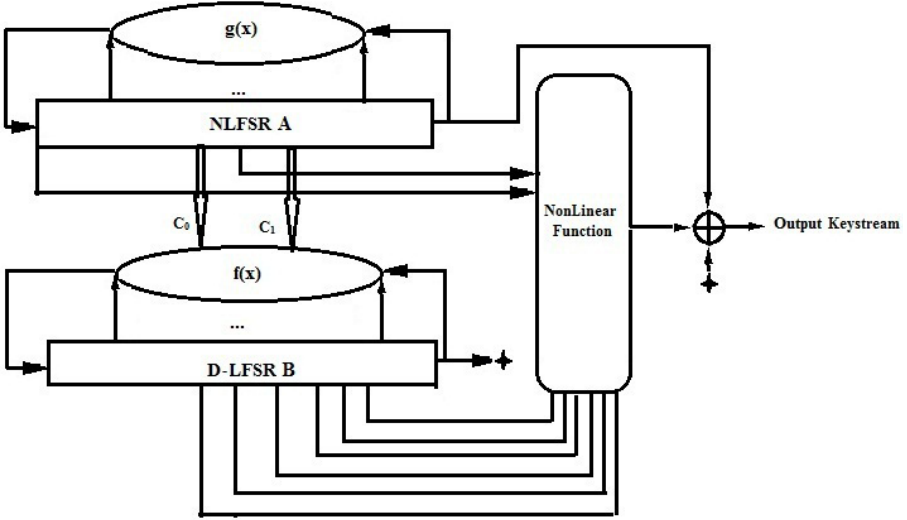 g(x)
...
NLFSR A
C₀
C₁
NonLinear
Function
Output Keystream
f(x)
...
D-LFSR B